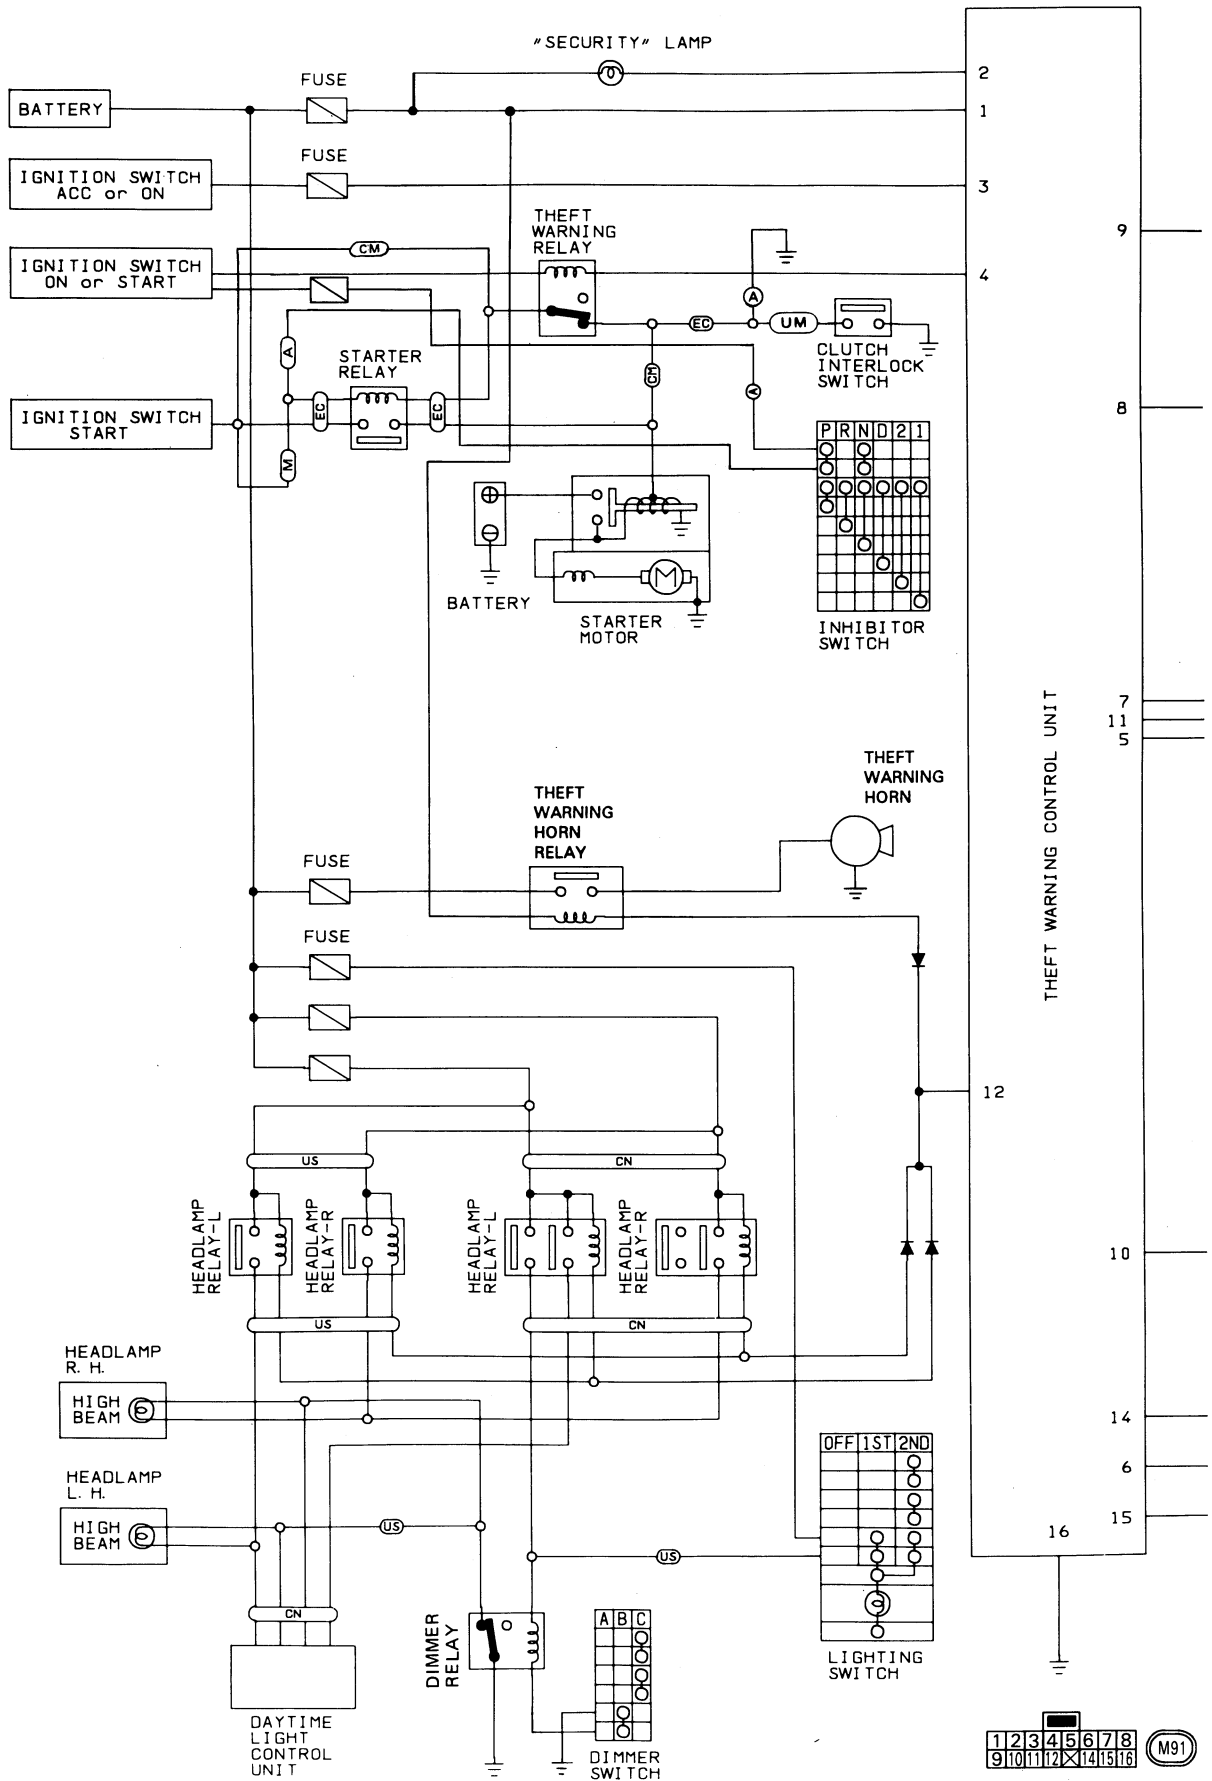 "SECURITY" LAMP
2
FUSE
BATTERY
1
FUSE
IGNITION SWITCH
ACC or ON
3
THEFT
WARNING
RELAY
9
CM
IGNITION SWITCH
ON or START
4
A
EC
UM
CLUTCH
INTERLOCK
SWITCH
A
STARTER
RELAY
CM
A
EC
EC
IGNITION SWITCH
START
8
P R N D 2 1
M
BATTERY
M
STARTER
MOTOR
INHIBITOR
SWITCH
THEFT WARNING CONTROL UNIT
7
11
5
THEFT
WARNING
HORN
THEFT
WARNING
HORN
RELAY
FUSE
FUSE
12
US
CN
HEADLAMP
RELAY-L
HEADLAMP
RELAY-R
HEADLAMP
RELAY-L
HEADLAMP
RELAY-R
10
US
CN
HEADLAMP
R. H.
HIGH
BEAM
14
OFF 1ST 2ND
6
HEADLAMP
L. H.
HIGH
BEAM
US
15
16
US
CN
DIMMER
RELAY
A B C
LIGHTING
SWITCH
DAYTIME
LIGHT
CONTROL
UNIT
DIMMER
SWITCH
1 2 3 4 5 6 7 8
9 10 11 12 14 15 16
M91